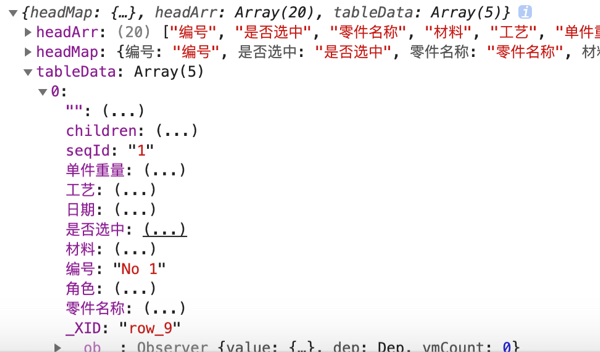 {headMap: {…}, headArr: Array(20), tableData: Array(5)} i
headArr: (20) ["编号", "是否选中", "零件名称", "材料", "工艺", "单件重
headMap: {编号: "编号", 是否选中: "是否选中", 零件名称: "零件名称", 材
tableData: Array(5)
0:
"": (...)
children: (...)
seqId: "1"
单件重量: (...)
工艺: (...)
日期: (...)
是否选中: (...)
材料: (...)
编号: "No 1"
角色: (...)
零件名称: (...)
_XID: "row_9"
ob : Observer {value: {…}, dep: Dep, vmCount: 0}